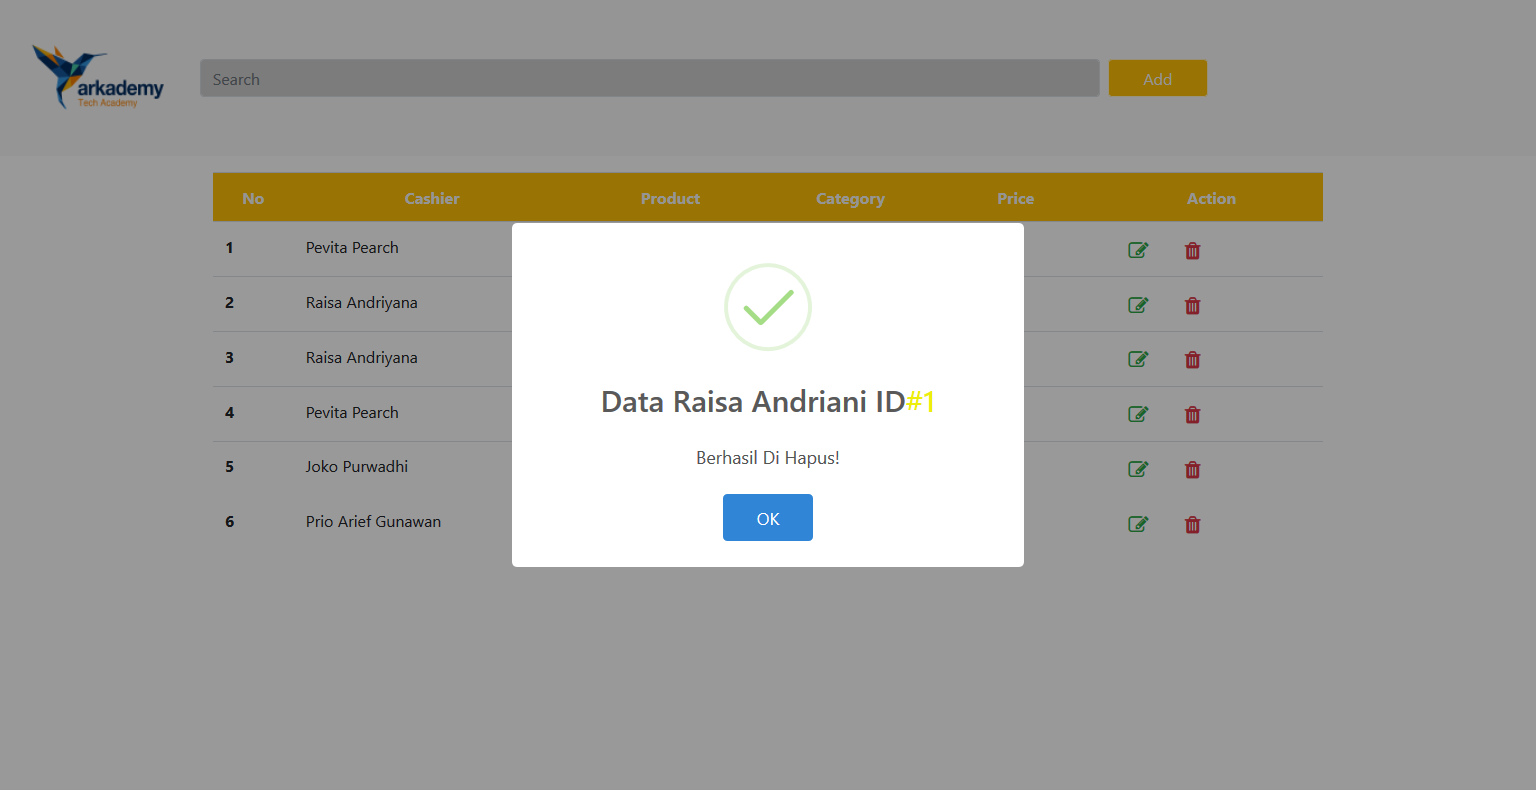 arkademy
Tech Academy
Search
Add
No Cashier Product Category Price Action
1 Pevita Pearch
2 Raisa Andriyana
3 Raisa Andriyana
4 Pevita Pearch
5 Joko Purwadhi
6 Prio Arief Gunawan
Data Raisa Andriani ID#1
Berhasil Di Hapus!
OK